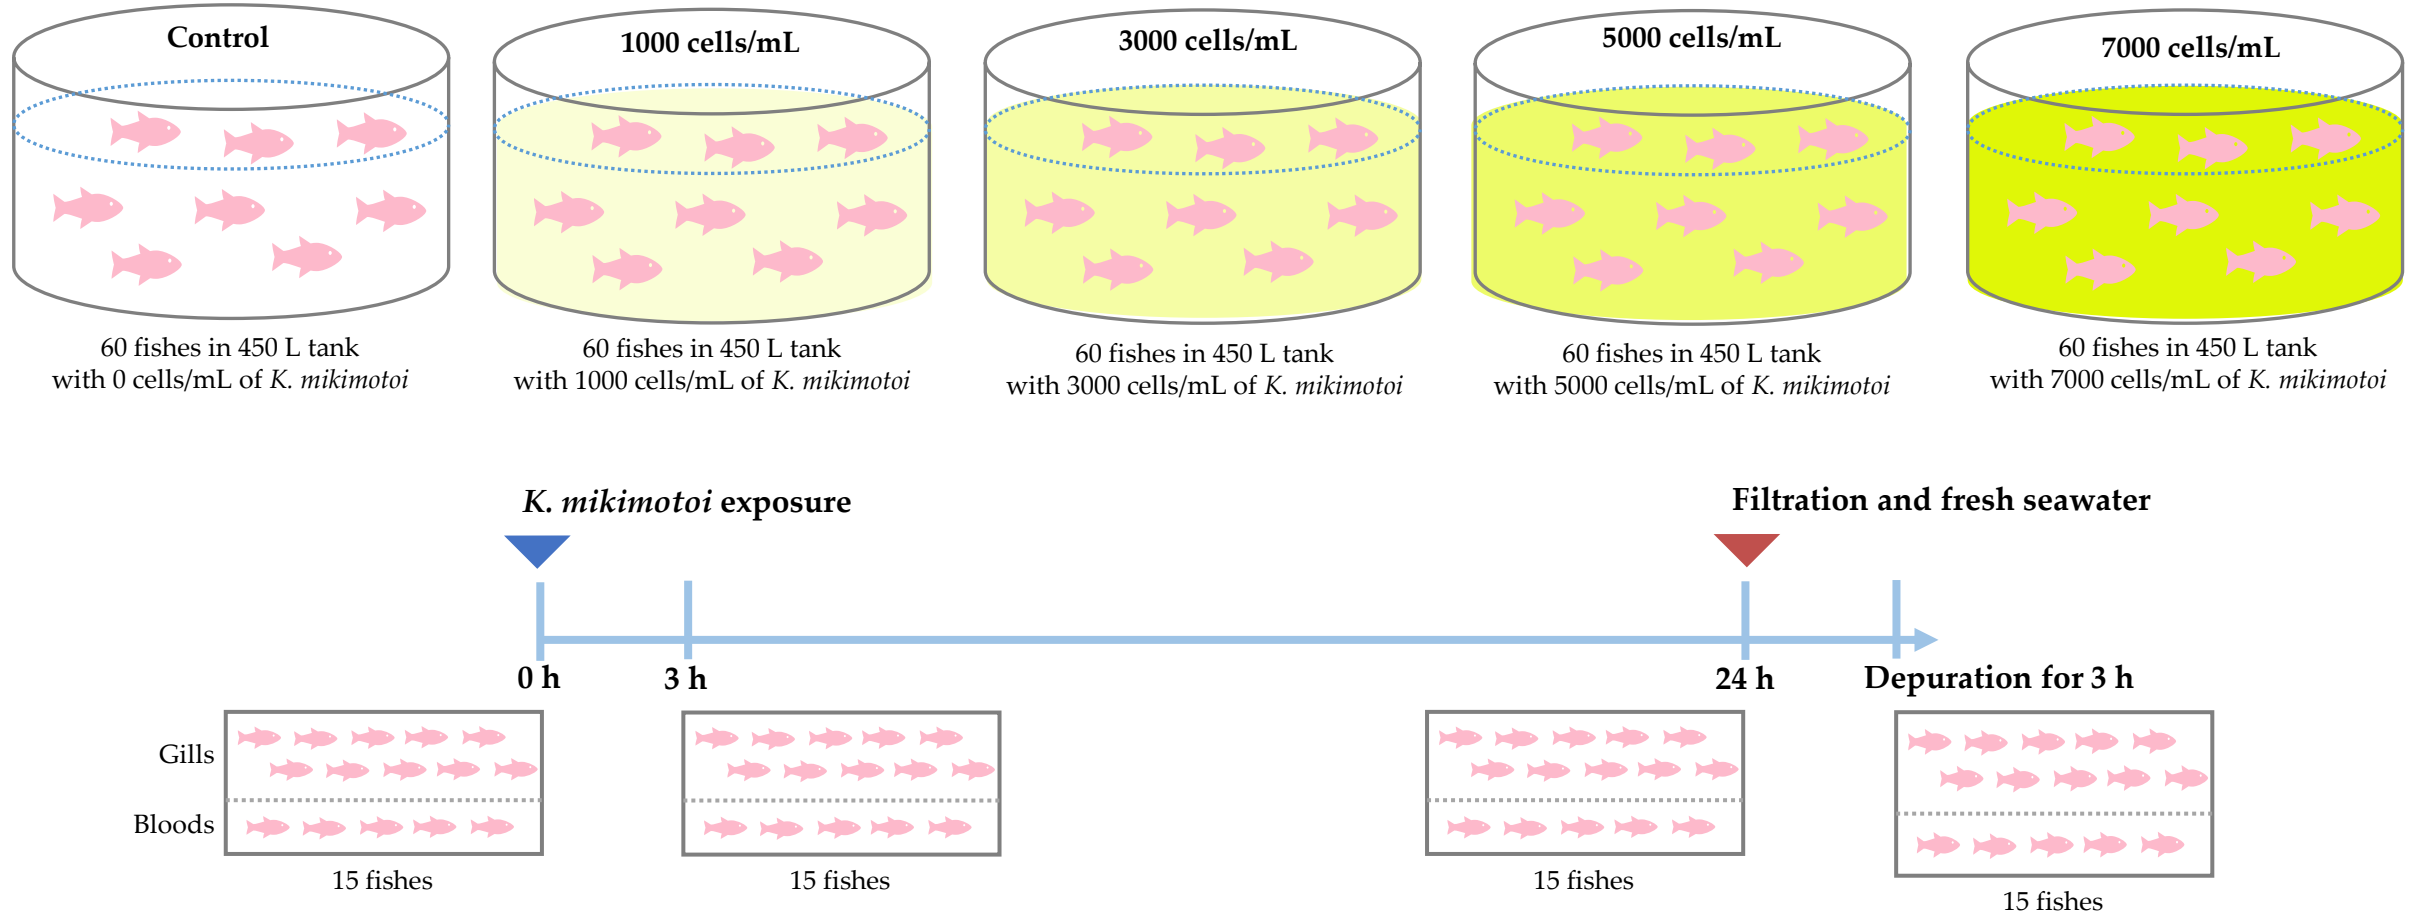 Control
1000 cells/mL
3000 cells/mL
5000 cells/mL
7000 cells/mL
60 fishes in 450 L tank
with 0 cells/mL of K. mikimotoi
60 fishes in 450 L tank
with 1000 cells/mL of K. mikimotoi
60 fishes in 450 L tank
with 3000 cells/mL of K. mikimotoi
60 fishes in 450 L tank
with 5000 cells/mL of K. mikimotoi
60 fishes in 450 L tank
with 7000 cells/mL of K. mikimotoi
K. mikimotoi exposure
Filtration and fresh seawater
0 h
3 h
24 h
Depuration for 3 h
Gills
Bloods
15 fishes
15 fishes
15 fishes
15 fishes